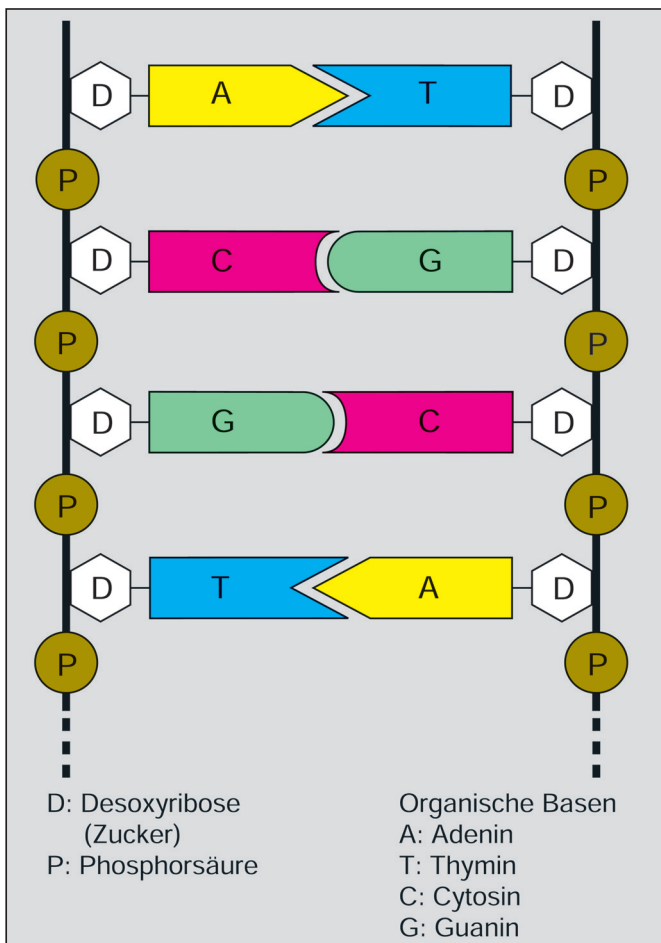 D A T D
P P
D C G D
P P
D G C D
P P
D T A D
P P
D: Desoxyribose
(Zucker)
P: Phosphorsäure
Organische Basen
A: Adenin
T: Thymin
C: Cytosin
G: Guanin